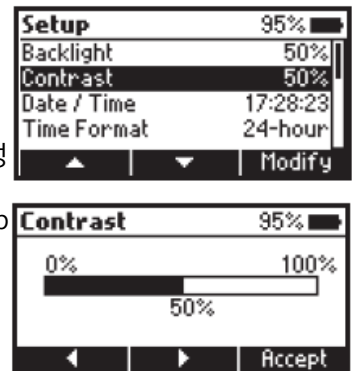 Setup 95%
Backlight 50%
Contrast 50%
Date / Time 17:28:23
Time Format 24-hour
Modify
Contrast 95%
0% 100%
50%
Accept